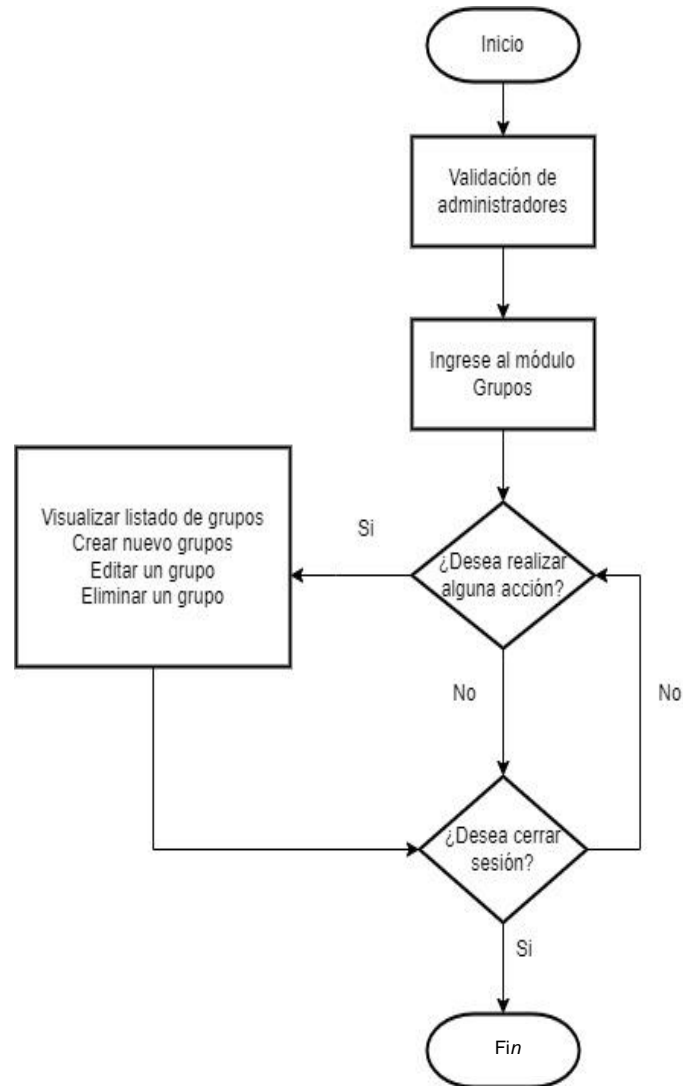 Inicio
Validación de
administradores
Ingrese al módulo
Grupos
Visualizar listado de grupos
Crear nuevo grupos
Editar un grupo
Eliminar un grupo
Si
¿Desea realizar
alguna acción?
No
No
¿Desea cerrar
sesión?
Si
Fin